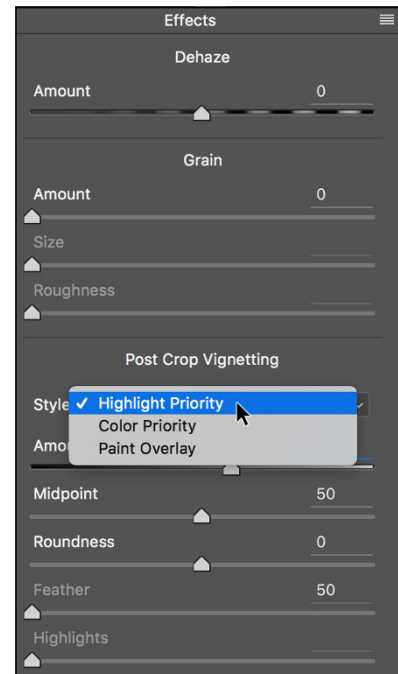 Effects
Dehaze
Amount 0
Grain
Amount 0
Size
Roughness
Post Crop Vignetting
Style ✓ Highlight Priority
Color Priority
Amou Paint Overlay
Midpoint 50
Roundness 0
Feather 50
Highlights